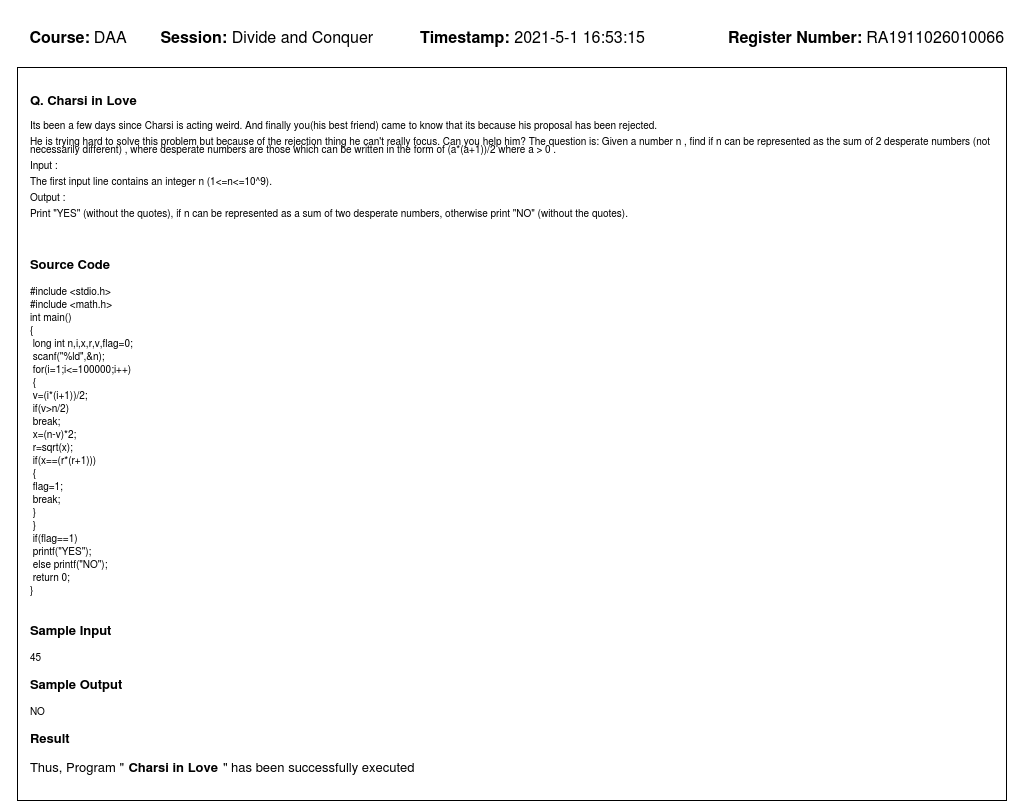 Course: DAA Session: Divide and Conquer Timestamp: 2021-5-1 16:53:15 Register Number: RA1911026010066
Q. Charsi in Love
Its been a few days since Charsi is acting weird. And finally you(his best friend) came to know that its because his proposal has been rejected.
He is trying hard to solve this problem but because of the rejection thing he can't really focus. Can you help him? The question is: Given a number n , find if n can be represented as the sum of 2 desperate numbers (not
necessarily different) , where desperate numbers are those which can be written in the form of (a*(a+1))/2 where a > 0 .
Input :
The first input line contains an integer n (1<=n<=10^9).
Output :
Print "YES" (without the quotes), if n can be represented as a sum of two desperate numbers, otherwise print "NO" (without the quotes).
Source Code
#include <stdio.h>
#include <math.h>
int main()
{
long int n,i,x,r,v,flag=0;
scanf("%ld",&n);
for(i=1;i<=100000;i++)
{
v=(i*(i+1))/2;
if(v>n/2)
break;
x=(n-v)*2;
r=sqrt(x);
if(x==(r*(r+1)))
{
flag=1;
break;
}
}
if(flag==1)
printf("YES");
else printf("NO");
return 0;
}
Sample Input
45
Sample Output
NO
Result
Thus, Program " Charsi in Love " has been successfully executed